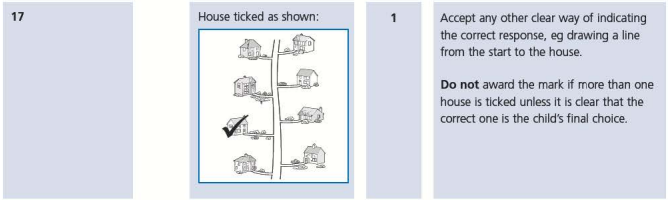 17
House ticked as shown:
1
Accept any other clear way of indicating
the correct response, eg drawing a line
from the start to the house.
Do not award the mark if more than one
house is ticked unless it is clear that the
correct one is the child's final choice.